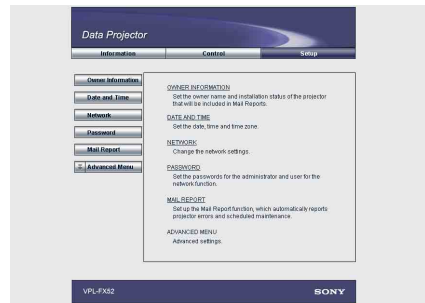 Data Projector
Information
Control
Setup
Owner Information
Date and Time
Network
Password
Mail Report
Advanced Menu
OWNER INFORMATION
Set the owner name and installation status of the projector
that will be included in Mail Reports.
DATE AND TIME
Set the date, time and time zone.
NETWORK
Change the network settings.
PASSWORD
Set the passwords for the administrator and user for the
network function.
MAIL REPORT
Set up the Mail Report function, which automatically reports
projector errors and scheduled maintenance.
ADVANCED MENU
Advanced settings.
VPL-FX52
SONY